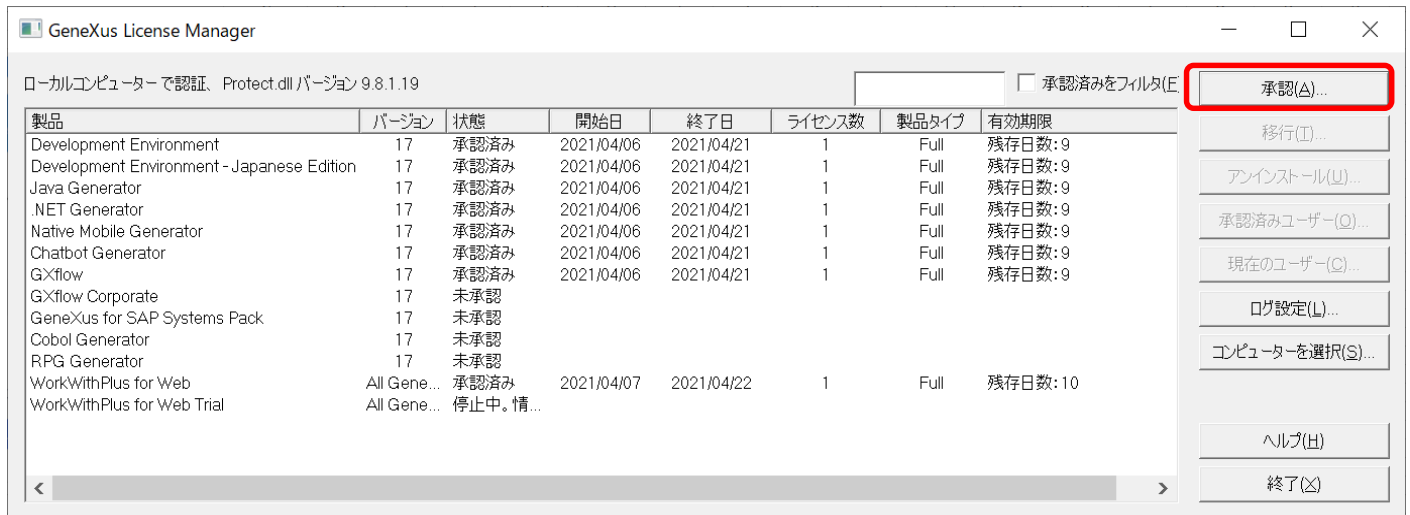 GeneXus License Manager
ローカルコンピューター で認証、 Protect.dll バージョン 9.8.1.19
承認済みをフィルタ(F
承認(A)...
製品 バージョン 状態 開始日 終了日 ライセンス数 製品タイプ 有効期限
Development Environment 17 承認済み 2021/04/06 2021/04/21 1 Full 残存日数:9
Development Environment - Japanese Edition 17 承認済み 2021/04/06 2021/04/21 1 Full 残存日数:9
Java Generator 17 承認済み 2021/04/06 2021/04/21 1 Full 残存日数:9
.NET Generator 17 承認済み 2021/04/06 2021/04/21 1 Full 残存日数:9
Native Mobile Generator 17 承認済み 2021/04/06 2021/04/21 1 Full 残存日数:9
Chatbot Generator 17 承認済み 2021/04/06 2021/04/21 1 Full 残存日数:9
GXflow 17 承認済み 2021/04/06 2021/04/21 1 Full 残存日数:9
GXflow Corporate 17 未承認
GeneXus for SAP Systems Pack 17 未承認
Cobol Generator 17 未承認
RPG Generator 17 未承認
WorkWithPlus for Web All Gene... 承認済み 2021/04/07 2021/04/22 1 Full 残存日数:10
WorkWithPlus for Web Trial All Gene... 停止中。情...
移行(T)...
アンインストール(U)...
承認済みユーザー(O)...
現在のユーザー(C)...
ログ設定(L)...
コンピューターを選択(S)...
ヘルプ(H)
終了(X)